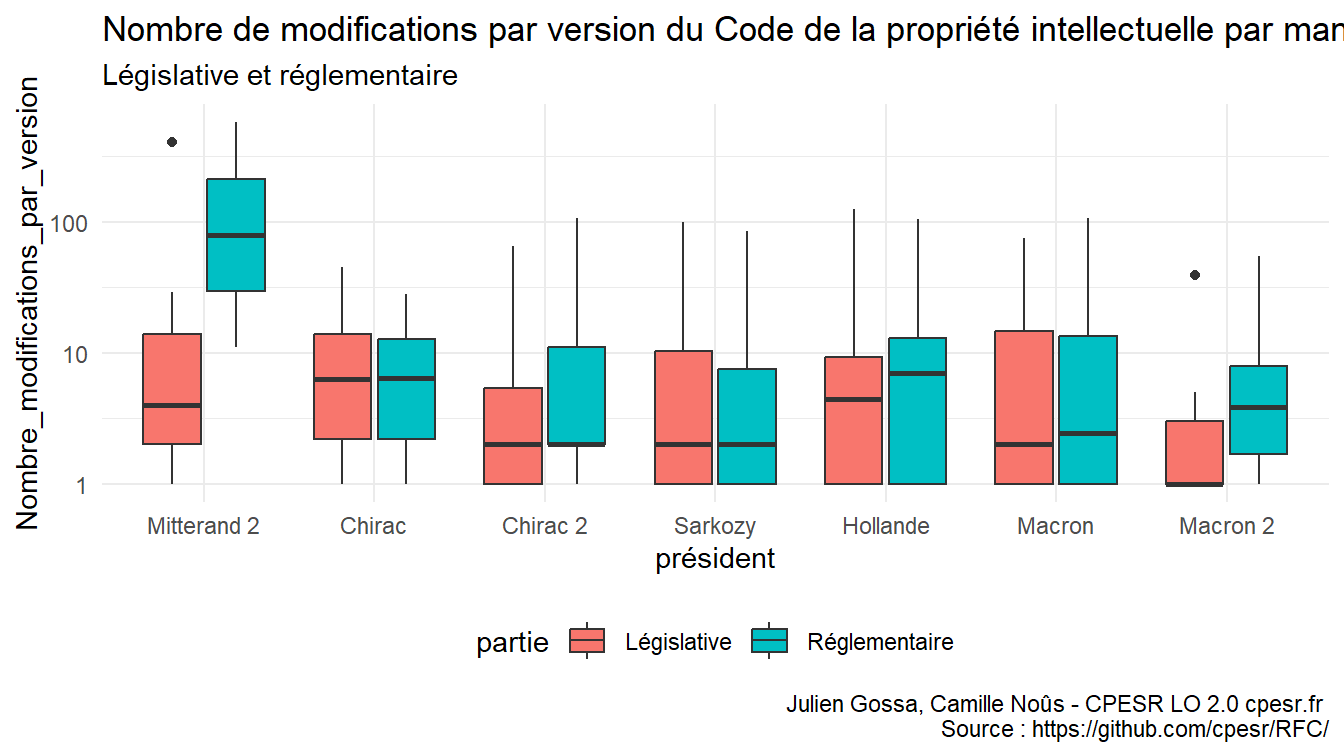 Nombre de modifications par version du Code de la propriété intellectuelle par man
Législative et réglementaire
Nombre_modifications_par_version
100
10
1
Mitterand 2
Chirac
Chirac 2
Sarkozy
Hollande
Macron
Macron 2
président
partie
Législative
Réglementaire
Julien Gossa, Camille Noûs - CPESR LO 2.0 cpesr.fr
Source : https://github.com/cpesr/RFC/